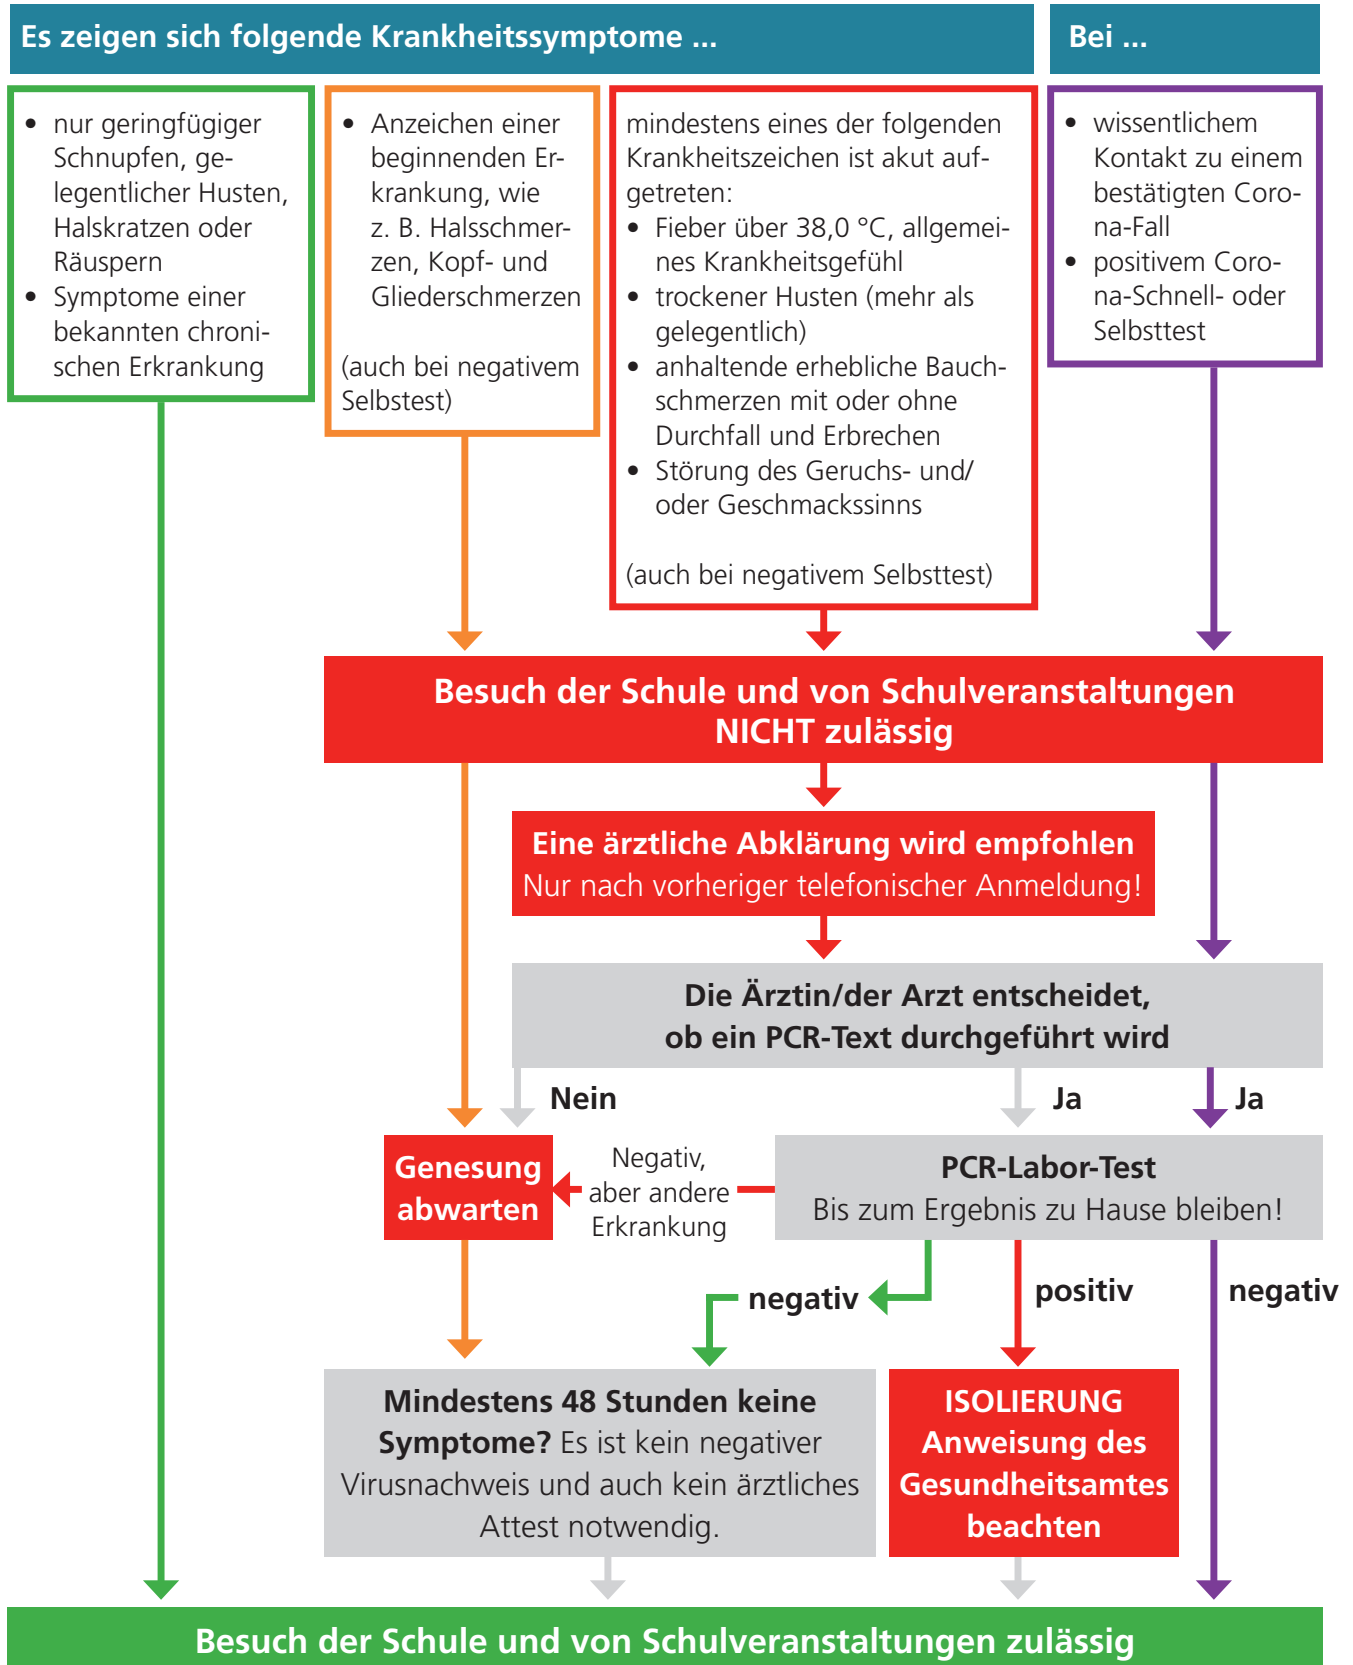 Es zeigen sich folgende Krankheitssymptome ...
Bei ...
• nur geringfügiger
Schnupfen, ge-
legentlicher Husten,
Halskratzen oder
Räuspern
• Symptome einer
bekannten chroni-
schen Erkrankung
• Anzeichen einer
beginnenden Er-
krankung, wie
z. B. Halsschmer-
zen, Kopf- und
Gliederschmerzen
(auch bei negativem
Selbstest)
mindestens eines der folgenden
Krankheitszeichen ist akut auf-
getreten:
• Fieber über 38,0 °C, allgemei-
nes Krankheitsgefühl
• trockener Husten (mehr als
gelegentlich)
• anhaltende erhebliche Bauch-
schmerzen mit oder ohne
Durchfall und Erbrechen
• Störung des Geruchs- und/
oder Geschmackssinns
(auch bei negativem Selbsttest)
• wissentlichem
Kontakt zu einem
bestätigten Coro-
na-Fall
• positivem Coro-
na-Schnell- oder
Selbsttest
Besuch der Schule und von Schulveranstaltungen
NICHT zulässig
Eine ärztliche Abklärung wird empfohlen
Nur nach vorheriger telefonischer Anmeldung!
Die Ärztin/der Arzt entscheidet,
ob ein PCR-Text durchgeführt wird
Nein
Ja
Ja
Genesung
abwarten
Negativ,
aber andere
Erkrankung
PCR-Labor-Test
Bis zum Ergebnis zu Hause bleiben!
negativ
positiv
negativ
Mindestens 48 Stunden keine
Symptome? Es ist kein negativer
Virusnachweis und auch kein ärztliches
Attest notwendig.
ISOLIERUNG
Anweisung des
Gesundheitsamtes
beachten
Besuch der Schule und von Schulveranstaltungen zulässig